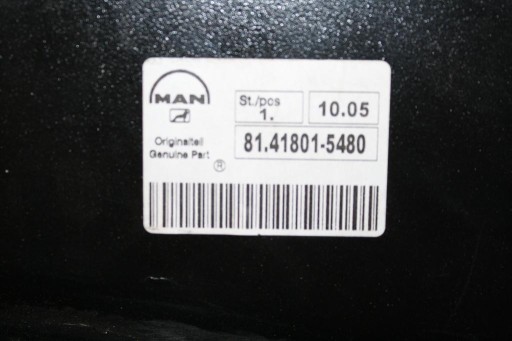 MAN
St./pcs
1.
10.05
Originalteil
Genuine Part
®
81.41801-5480